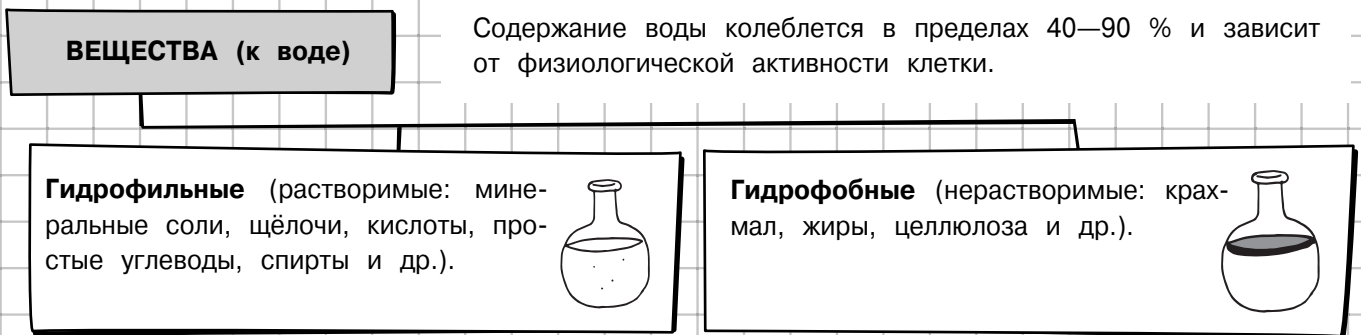 ВЕЩЕСТВА (к воде)
Содержание воды колеблется в пределах 40—90 % и зависит
от физиологической активности клетки.
Гидрофильные (растворимые: мине-
ральные соли, щёлочи, кислоты, про-
стые углеводы, спирты и др.).
Гидрофобные (нерастворимые: крах-
мал, жиры, целлюлоза и др.).